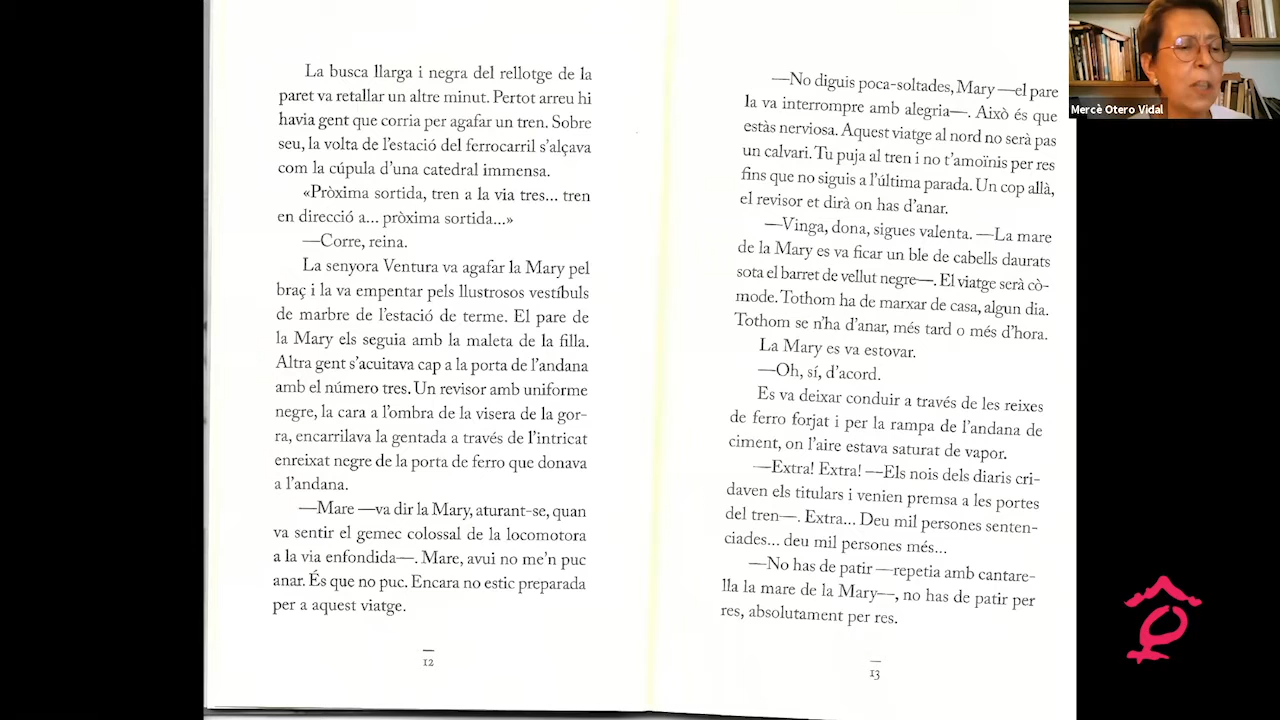 La busca llarga i negra del rellotge de la
paret va retallar un altre minut. Pertot arreu hi
havia gent que corria per agafar un tren. Sobre
seu, la volta de l'estació del ferrocarril s'alçava
com la cúpula d'una catedral immensa.
«Pròxima sortida, tren a la via tres... tren
en direcció a... pròxima sortida...»
—Corre, reina.
La senyora Ventura va agafar la Mary pel
braç i la va empentar pels llustrosos vestíbuls
de marbre de l'estació de terme. El pare de
la Mary els seguia amb la maleta de la filla.
Altra gent s'acuitava cap a la porta de l'andana
amb el número tres. Un revisor amb uniforme
negre, la cara a l'ombra de la visera de la gor-
ra, encarrilava la gentada a través de l'intricat
enreixat negre de la porta de ferro que donava
a l'andana.
—Mare —va dir la Mary, aturant-se, quan
va sentir el gemec colossal de la locomotora
a la via enfondida—. Mare, avui no me'n puc
anar. És que no puc. Encara no estic preparada
per a aquest viatge.
12
—No diguis poca-soltades, Mary —el pare
la va interrompre amb alegria—. Això és que
estàs nerviosa. Aquest viatge al nord no serà pas
un calvari. Tu puja al tren i no t'amoïnis per res
fins que no siguis a l'última parada. Un cop allà,
el revisor et dirà on has d'anar.
—Vinga, dona, sigues valenta. —La mare
de la Mary es va ficar un ble de cabells daurats
sota el barret de vellut negre—. El viatge serà cò-
mode. Tothom ha de marxar de casa, algun dia.
Tothom se n'ha d'anar, més tard o més d'hora.
La Mary es va estovar.
—Oh, sí, d'acord.
Es va deixar conduir a través de les reixes
de ferro forjat i per la rampa de l'andana de
ciment, on l'aire estava saturat de vapor.
—Extra! Extra! —Els nois dels diaris cri-
daven els titulars i venien premsa a les portes
del tren—. Extra... Deu mil persones senten-
ciades... deu mil persones més...
—No has de patir —repetia amb cantare-
lla la mare de la Mary—, no has de patir per
res, absolutament per res.
13
Mercè Otero Vidal